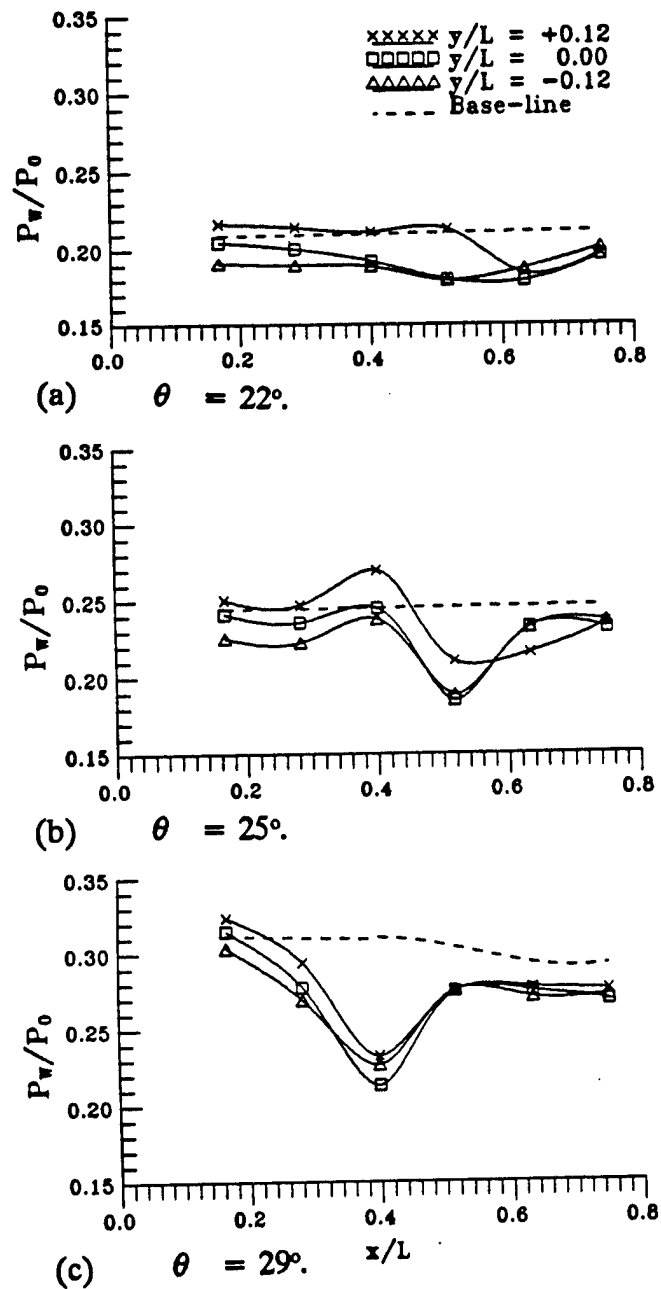 ××××× y/L = +0.12
□□□□□ y/L = 0.00
△△△△△ y/L = −0.12
- - - - Base-line
0.35
0.30
0.25
0.20
0.15
P_w/P_0
0.0 0.2 0.4 0.6 0.8
(a) θ = 22°.
0.35
0.30
0.25
0.20
0.15
P_w/P_0
0.0 0.2 0.4 0.6 0.8
(b) θ = 25°.
0.35
0.30
0.25
0.20
0.15
P_w/P_0
0.0 0.2 0.4 0.6 0.8
x/L
(c) θ = 29°.